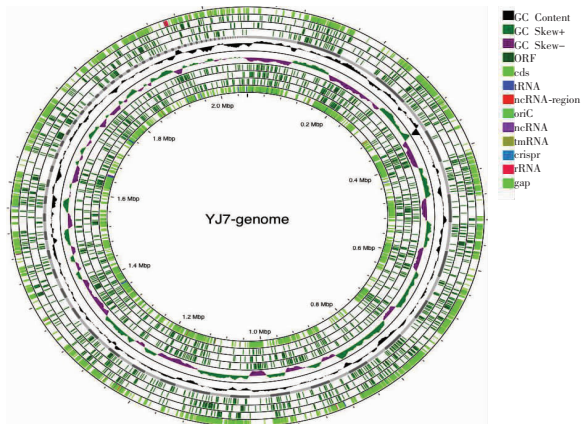 GC Content
GC Skew+
GC Skew−
ORF
cds
tRNA
ncRNA-region
oriC
ncRNA
tmRNA
crispr
rRNA
gap
2.0 Mbp
0.2 Mbp
1.8 Mbp
0.4 Mbp
1.6 Mbp
YJ7-genome
0.6 Mbp
1.4 Mbp
0.8 Mbp
1.2 Mbp
1.0 Mbp